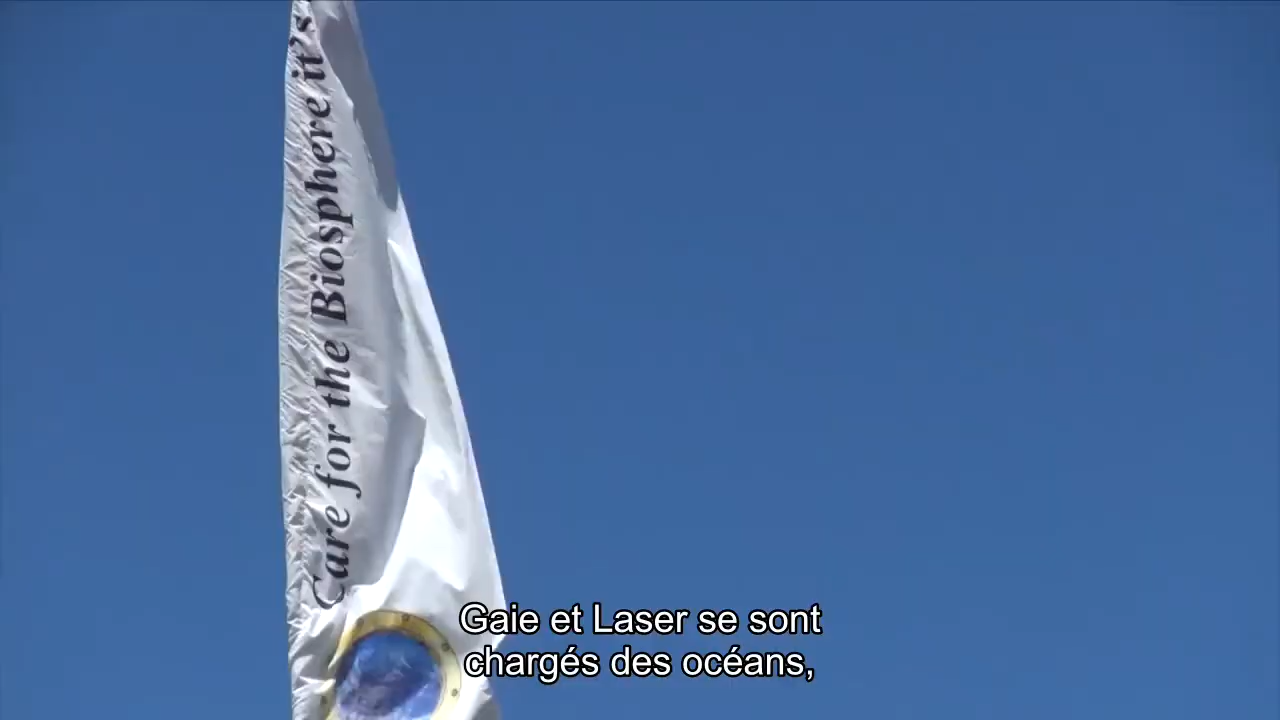 Care for the Biosphere it's
Gaie et Laser se sont
chargés des océans,